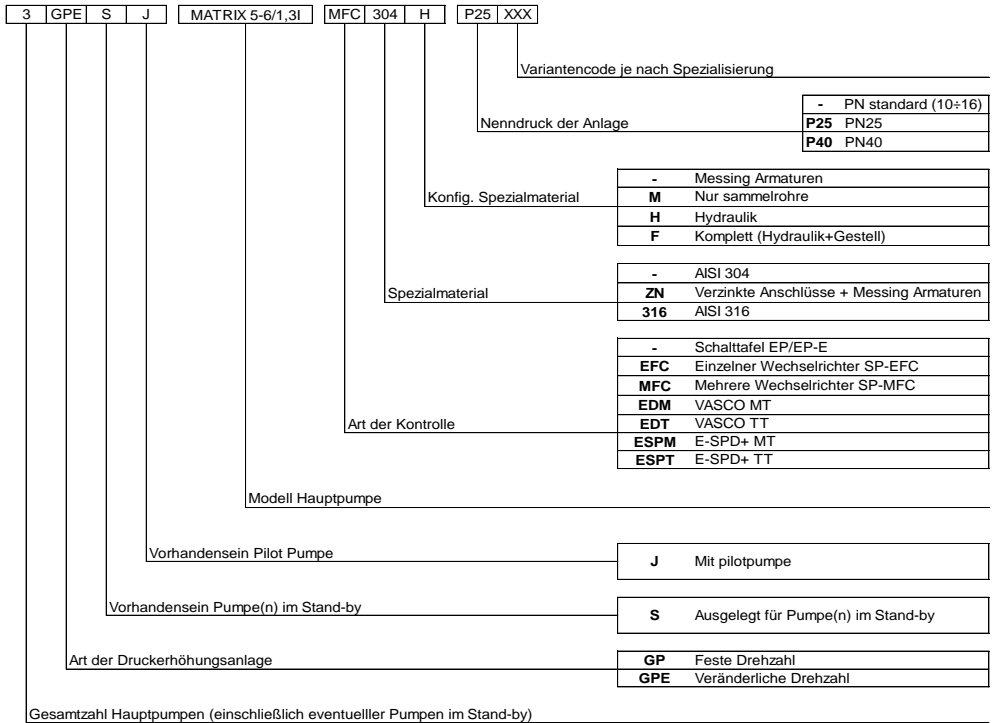 3 GPE S J MATRIX 5-6/1,3I MFC 304 H P25 XXX
Variantencode je nach Spezialisierung
- PN standard (10÷16)
Nenndruck der Anlage P25 PN25
P40 PN40
- Messing Armaturen
Konfig. Spezialmaterial M Nur sammelrohre
H Hydraulik
F Komplett (Hydraulik+Gestell)
- AISI 304
Spezialmaterial ZN Verzinkte Anschlüsse + Messing Armaturen
316 AISI 316
- Schalttafel EP/EP-E
EFC Einzelner Wechselrichter SP-EFC
MFC Mehrere Wechselrichter SP-MFC
EDM VASCO MT
Art der Kontrolle EDT VASCO TT
ESPM E-SPD+ MT
ESPT E-SPD+ TT
Modell Hauptpumpe
Vorhandensein Pilot Pumpe J Mit pilotpumpe
Vorhandensein Pumpe(n) im Stand-by S Ausgelegt für Pumpe(n) im Stand-by
Art der Druckerhöhungsanlage GP Feste Drehzahl
GPE Veränderliche Drehzahl
Gesamtzahl Hauptpumpen (einschließlich eventuelller Pumpen im Stand-by)